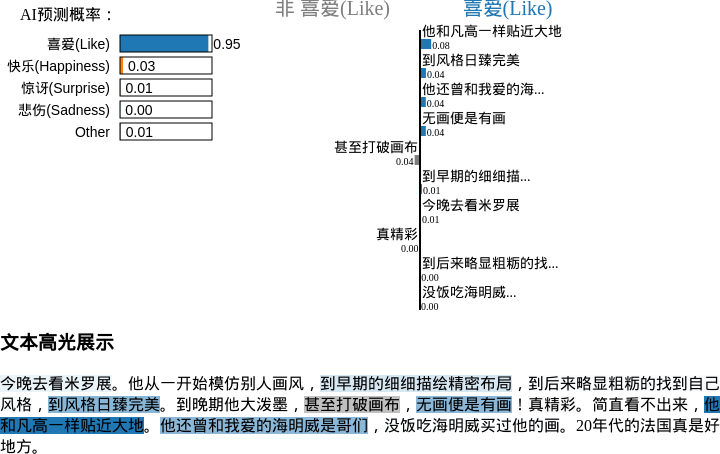 AI预测概率：
喜爱(Like) 0.95
快乐(Happiness) 0.03
惊讶(Surprise) 0.01
悲伤(Sadness) 0.00
Other 0.01
非 喜爱(Like) 喜爱(Like)
他和凡高一样贴近大地
0.08
到风格日臻完美
0.04
他还曾和我爱的海...
0.04
无画便是有画
0.04
甚至打破画布
0.04
到早期的细细描...
0.01
今晚去看米罗展
0.01
真精彩
0.00
到后来略显粗粝的找...
0.00
没饭吃海明威...
0.00
文本高光展示
今晚去看米罗展。他从一开始模仿别人画风，到早期的细细描绘精密布局，到后来略显粗粝的找到自己
风格，到风格日臻完美。到晚期他大泼墨，甚至打破画布，无画便是有画！真精彩。简直看不出来，他
和凡高一样贴近大地。他还曾和我爱的海明威是哥们，没饭吃海明威买过他的画。20年代的法国真是好
地方。